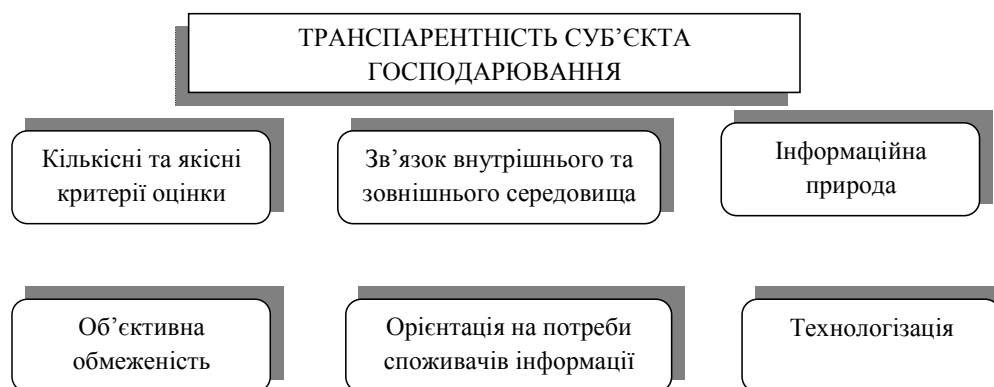 ТРАНСПАРЕНТНІСТЬ СУБ’ЄКТА
ГОСПОДАРЮВАННЯ
Кількісні та якісні
критерії оцінки
Зв’язок внутрішнього та
зовнішнього середовища
Інформаційна
природа
Об’єктивна
обмеженість
Орієнтація на потреби
споживачів інформації
Технологізація